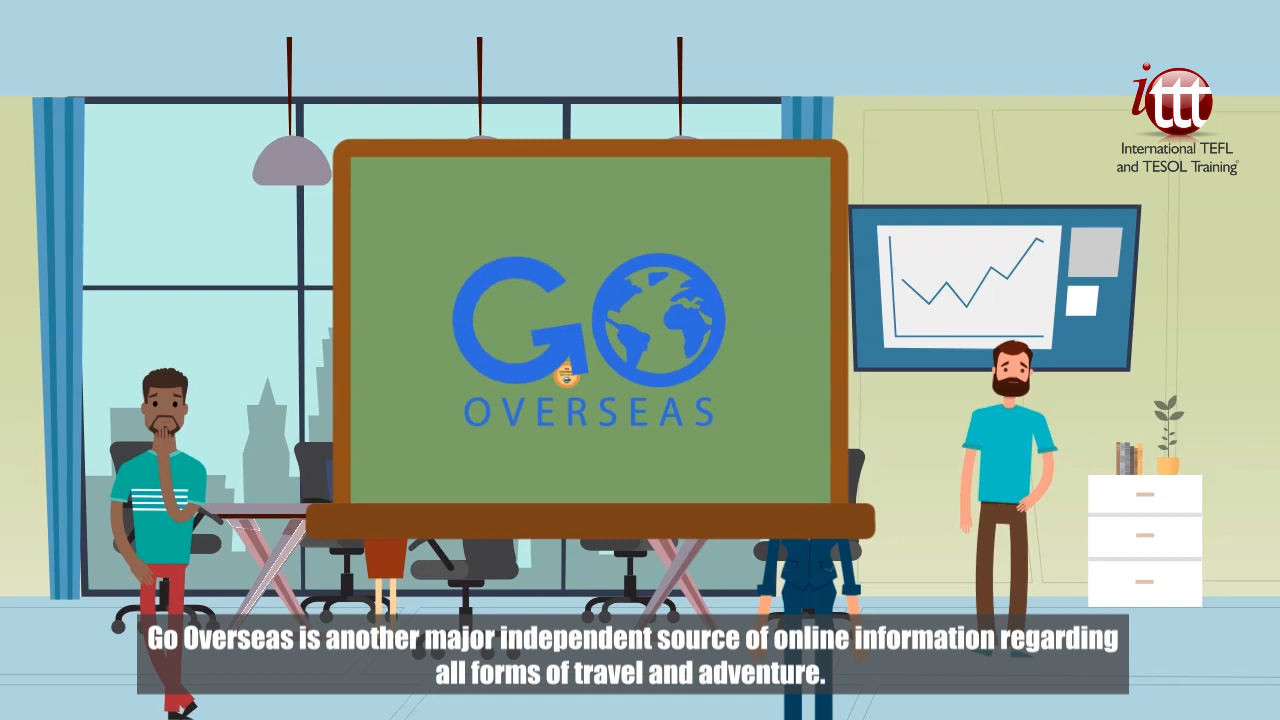 ittt
International TEFL
and TESOL Training
GO
OVERSEAS
Go Overseas is another major independent source of online information regarding
all forms of travel and adventure.